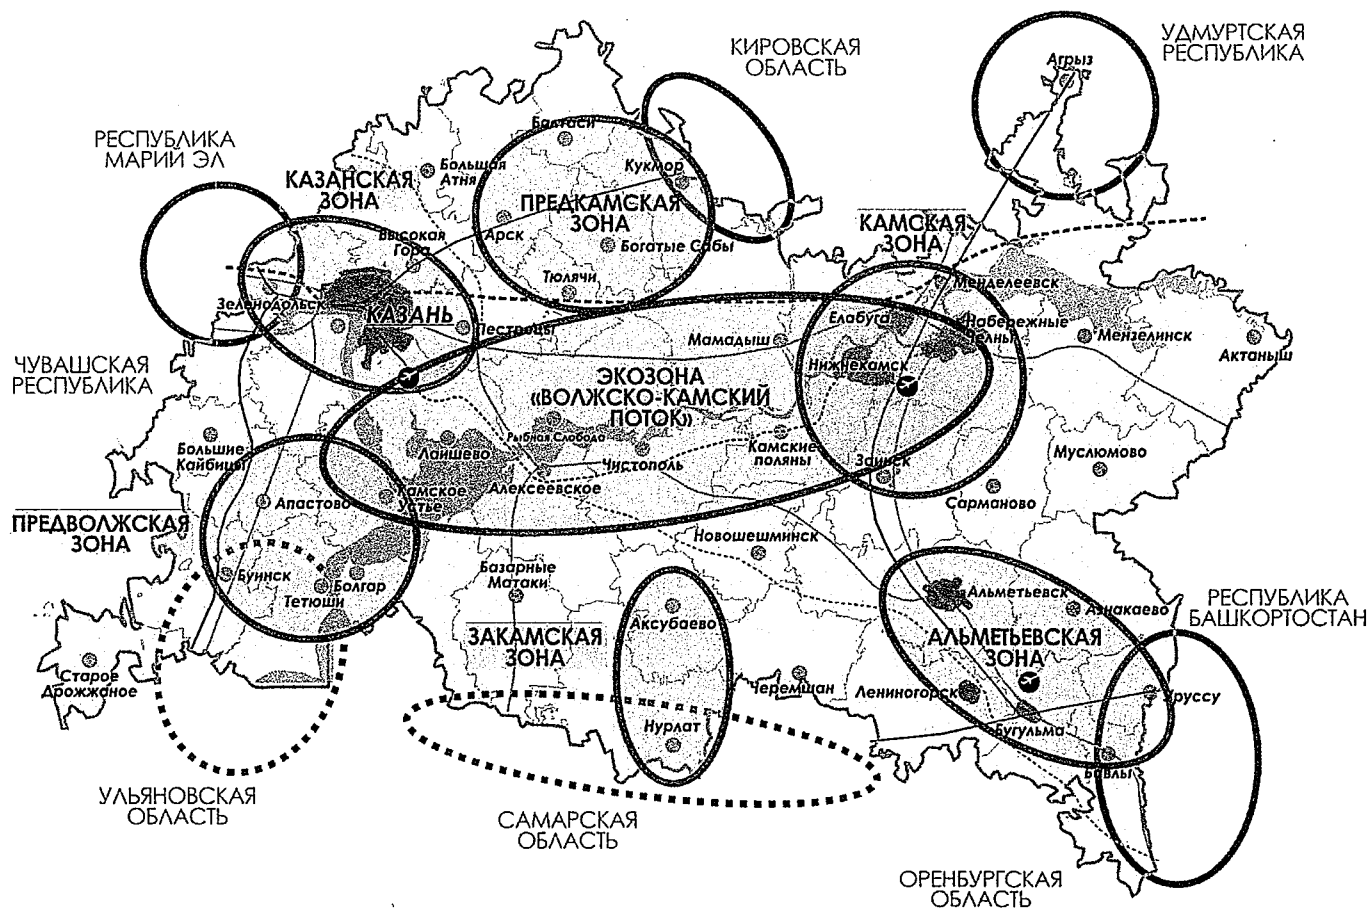 УДМУРТСКАЯ
РЕСПУБЛИКА
КИРОВСКАЯ
ОБЛАСТЬ
Агрыз
РЕСПУБЛИКА
МАРИЙ ЭЛ
Балтаси
Большая
Атня
Кукмор
КАЗАНСКАЯ
ЗОНА
ПРЕДКАМСКАЯ
ЗОНА
КАМСКАЯ
ЗОНА
Арск
Высокая
Гора
Богатые Сабы
Тюлячи
Менделеевск
Зеленодольск
КАЗАНЬ
Пестрецы
Елабуга
Набережные
Челны
Мамадыш
Мензелинск
Актаныш
ЧУВАШСКАЯ
РЕСПУБЛИКА
Нижнекамск
ЭКОЗОНА
«ВОЛЖСКО-КАМСКИЙ
ПОТОК»
Большие
Кайбицы
Лаишево
Рыбная Слобода
Чистополь
Камские
поляны
Заинск
Муслюмово
Апастово
Камское
Устье
Алексеевское
Сарманово
ПРЕДВОЛЖСКАЯ
ЗОНА
Новошешминск
Буинск
Болгар
Тетюши
Базарные
Матаки
Альметьевск
Азнакаево
РЕСПУБЛИКА
БАШКОРТОСТАН
Аксубаево
ЗАКАМСКАЯ
ЗОНА
АЛЬМЕТЬЕВСКАЯ
ЗОНА
Старое
Дрожжаное
Черемшан
Лениногорск
Уруссу
Нурлат
Бугульма
Бавлы
УЛЬЯНОВСКАЯ
ОБЛАСТЬ
САМАРСКАЯ
ОБЛАСТЬ
ОРЕНБУРГСКАЯ
ОБЛАСТЬ